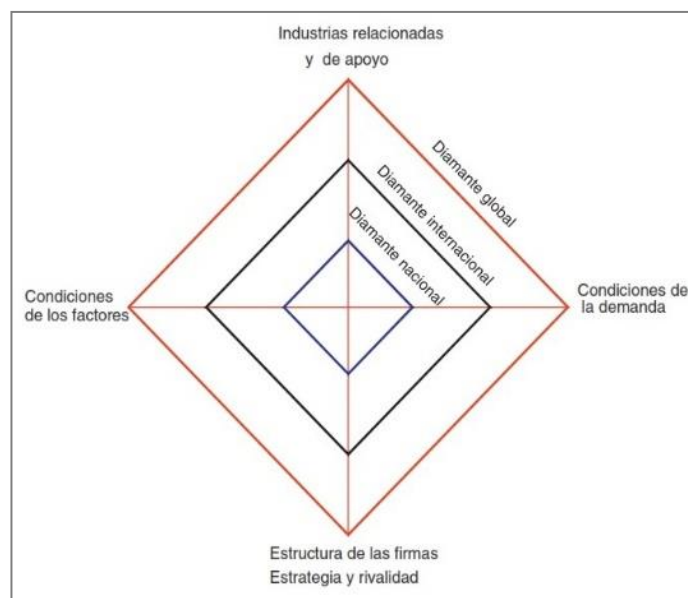 Industrias relacionadas
y de apoyo
Diamante global
Diamante internacional
Diamante nacional
Condiciones
de los factores
Condiciones de
la demanda
Estructura de las firmas
Estrategia y rivalidad